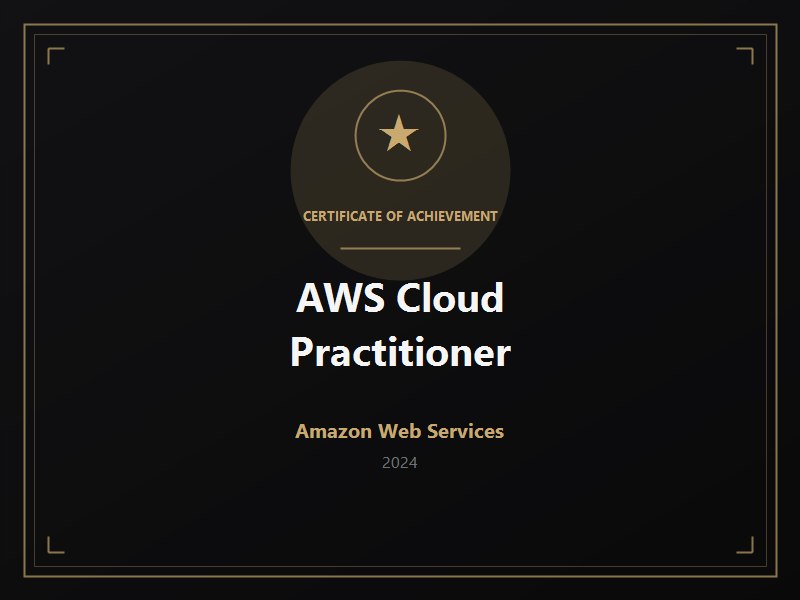 CERTIFICATE OF ACHIEVEMENT
AWS Cloud
Practitioner
Amazon Web Services
2024